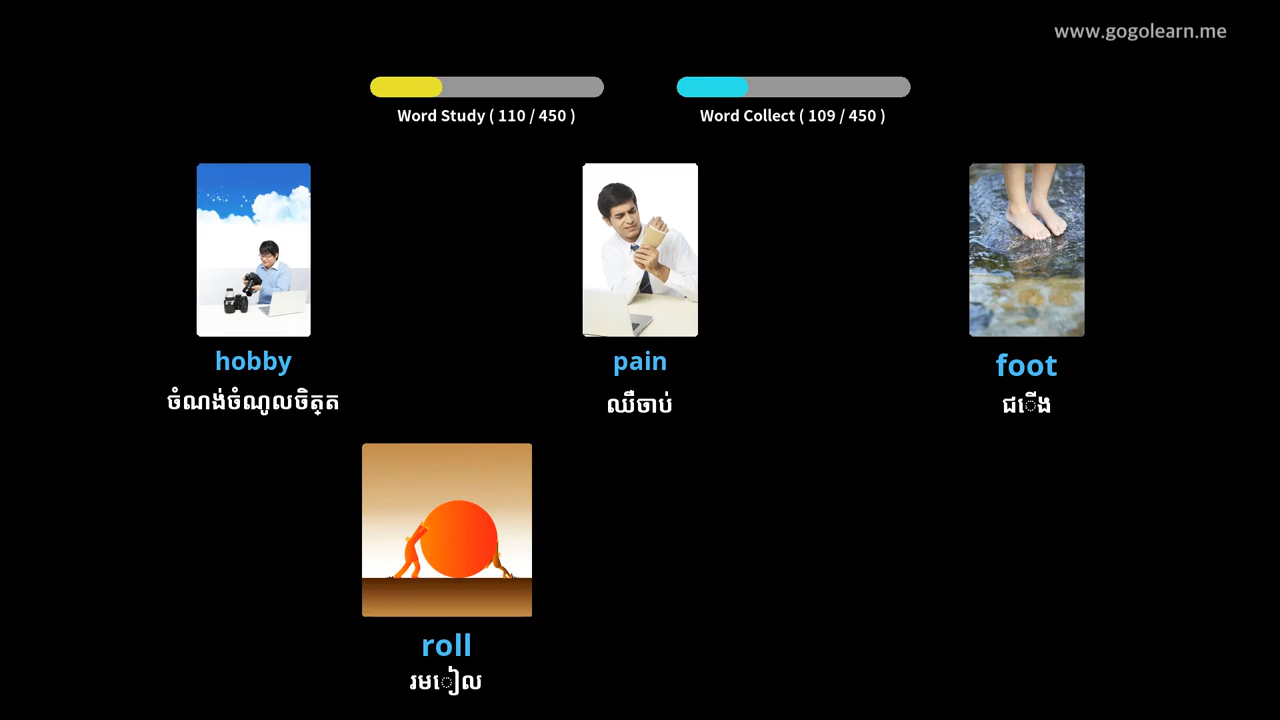 www.gogolearn.me
Word Study ( 110 / 450 )
Word Collect ( 109 / 450 )
hobby
pain
foot
ចំណង់ចំណូលចិត្ត
ឈឺចាប់
ជើង
roll
រមៀល